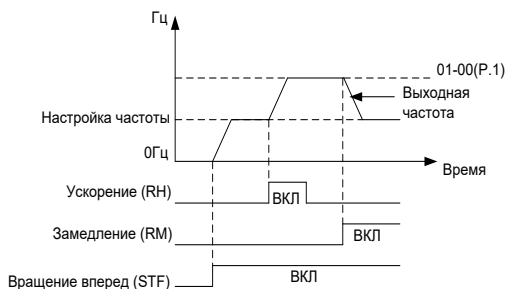 Гц
01-00(P.1)
Выходная
частота
Настройка частоты
0Гц
Время
Ускорение (RH)
ВКЛ
Замедление (RM)
ВКЛ
Вращение вперед (STF)
ВКЛ